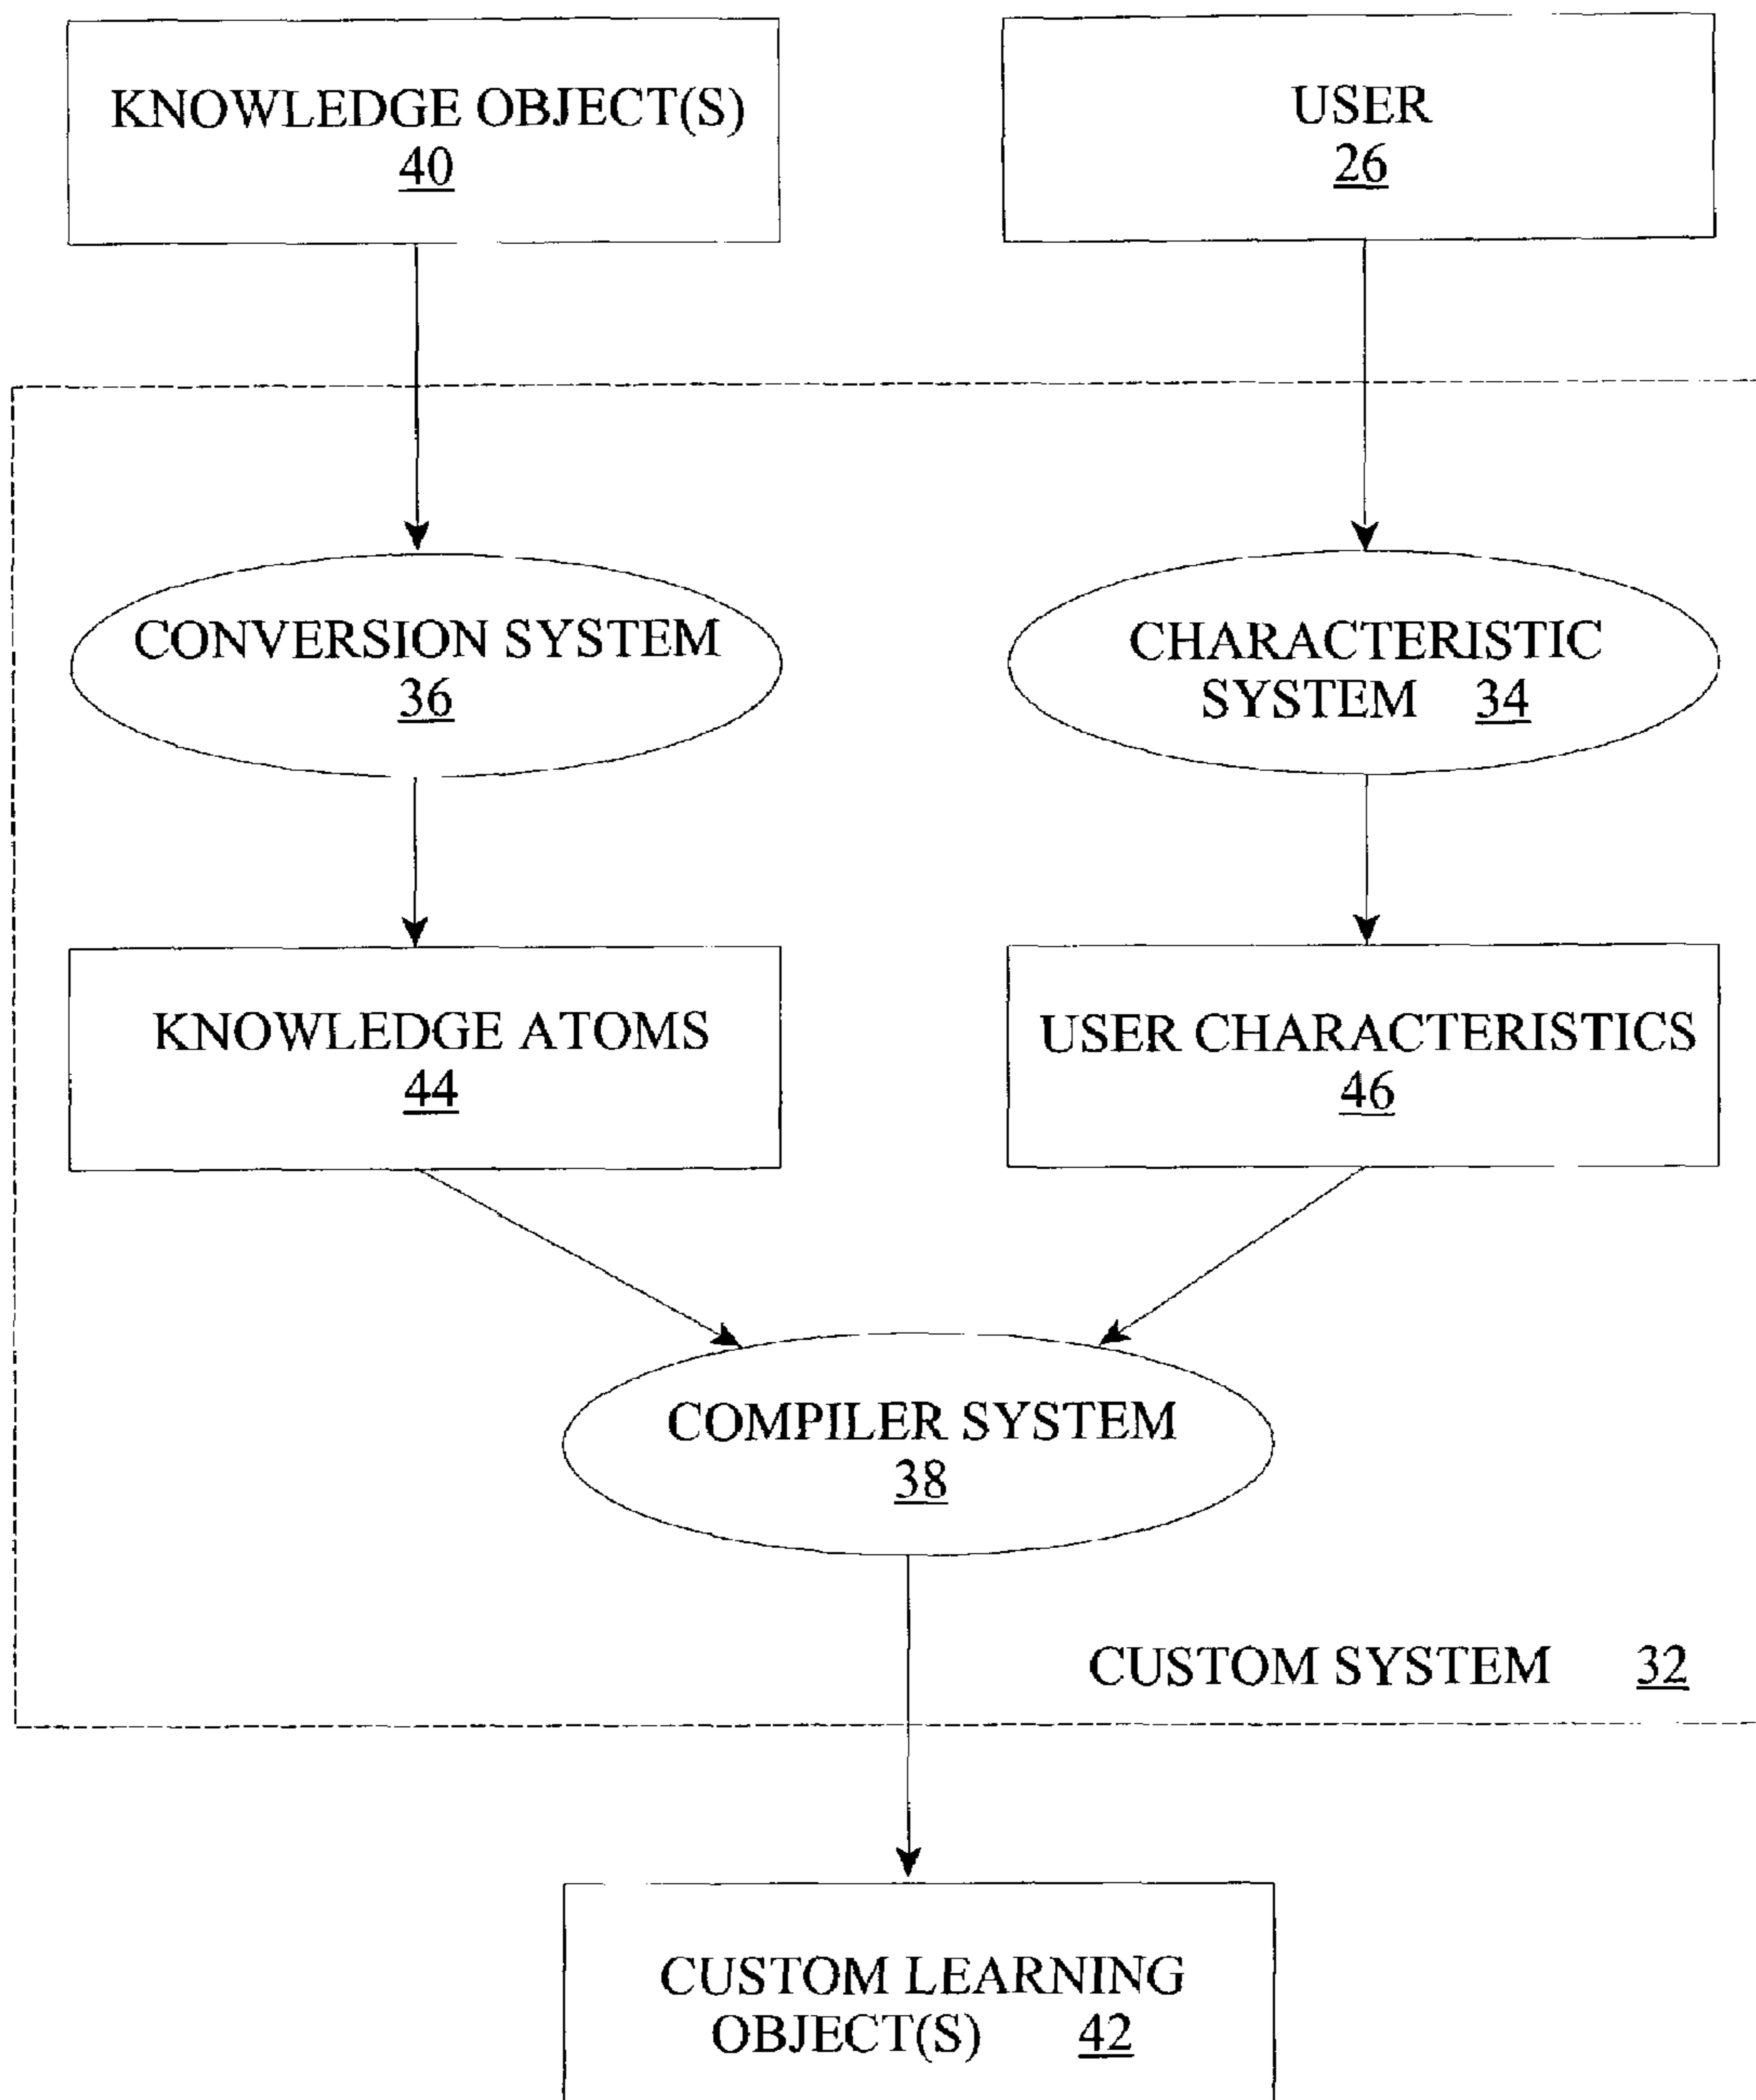 KNOWLEDGE OBJECT(S)
40
USER
26
CONVERSION SYSTEM
36
CHARACTERISTIC
SYSTEM 34
KNOWLEDGE ATOMS
44
USER CHARACTERISTICS
46
COMPILER SYSTEM
38
CUSTOM SYSTEM 32
CUSTOM LEARNING
OBJECT(S) 42